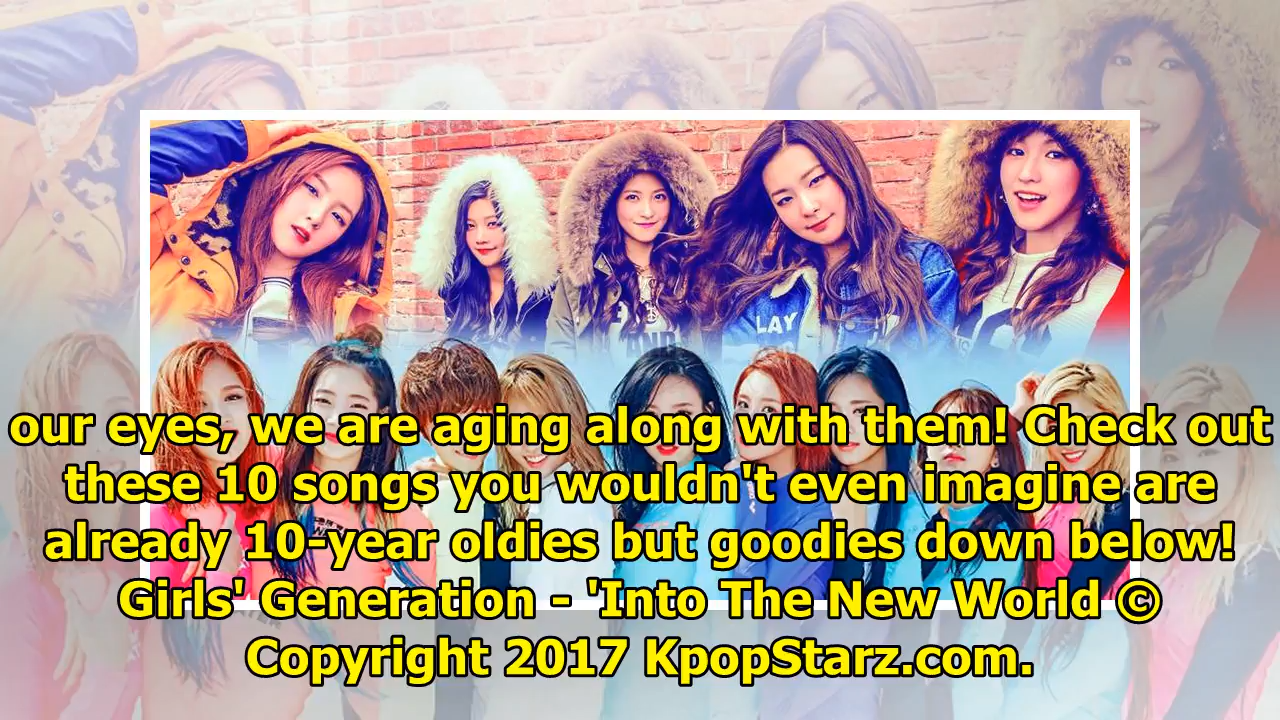 LAY
our eyes, we are aging along with them! Check out
these 10 songs you wouldn't even imagine are
already 10-year oldies but goodies down below!
Girls' Generation - 'Into The New World ©
Copyright 2017 KpopStarz.com.